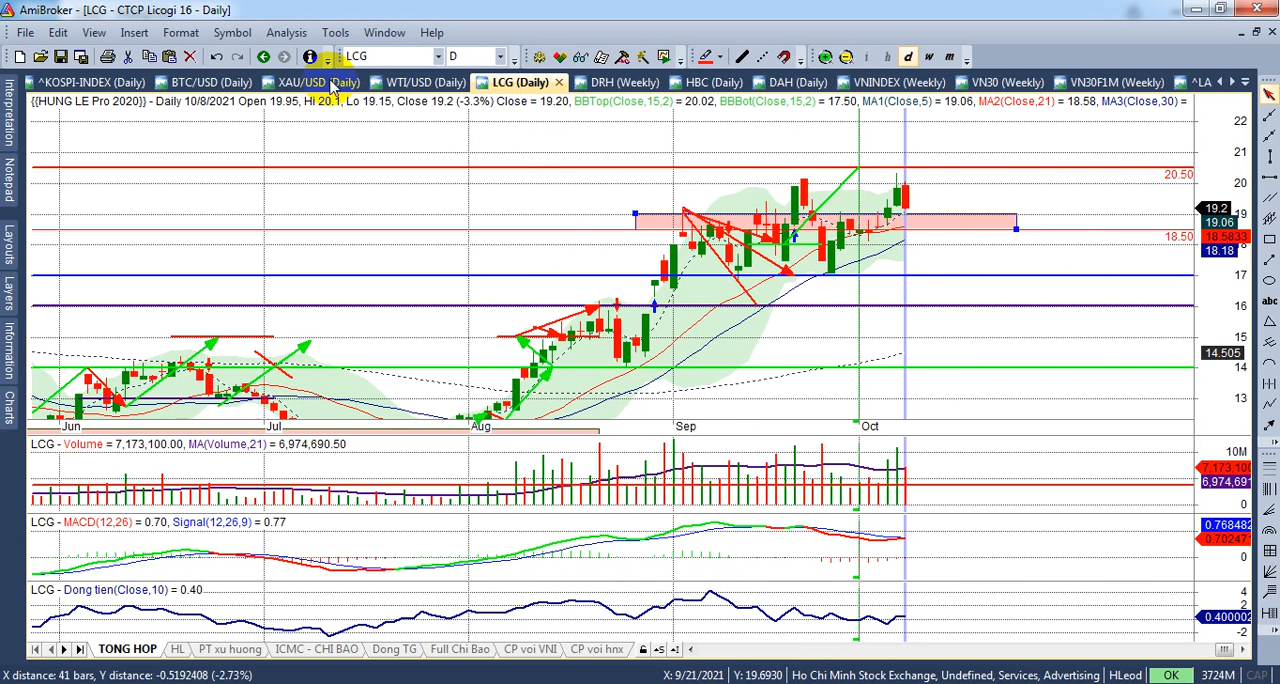 AmiBroker - [LCG - CTCP Licogi 16 - Daily]
File Edit View Insert Format Symbol Analysis Tools Window Help
LCG D i h d w m
^KOSPI-INDEX (Daily) BTC/USD (Daily) XAU/USD (Daily) WTI/USD (Daily) LCG (Daily) × DRH (Weekly) HBC (Daily) DAH (Daily) VNINDEX (Weekly) VN30 (Weekly) VN30F1M (Weekly) ^LA
Interpretation
Notepad
Layouts
Layers
Information
Charts
{{HUNG LE Pro 2020}} - Daily 10/8/2021 Open 19.95, Hi 20.1, Lo 19.15, Close 19.2 (-3.3%) Close = 19.20, BBTop(Close,15,2) = 20.02, BBBot(Close,15,2) = 17.50, MA1(Close,5) = 19.06, MA2(Close,21) = 18.58, MA3(Close,30) =
22
21
20.50
20
19.2
19
19.06
18.50
18.5833
18.18
17
16
15
14.505
14
13
Jun Jul Aug Sep Oct
LCG - Volume = 7,173,100.00, MA(Volume,21) = 6,974,690.50
10M
7,173,100
6,974,691
0
LCG - MACD(12,26) = 0.70, Signal(12,26,9) = 0.77
0.768482
0.702471
0
LCG - Dong tien(Close,10) = 0.40
4
2
0.400002
-2
TONG HOP HL PT xu huong ICMC - CHI BAO Dong TG Full Chi Bao CP voi VNI CP voi hnx
abc
X distance: 41 bars, Y distance: -0.5192408 (-2.73%) X: 9/21/2021 Y: 19.6930 Ho Chi Minh Stock Exchange, Undefined, Services, Advertising HLeod OK 3724M CAP